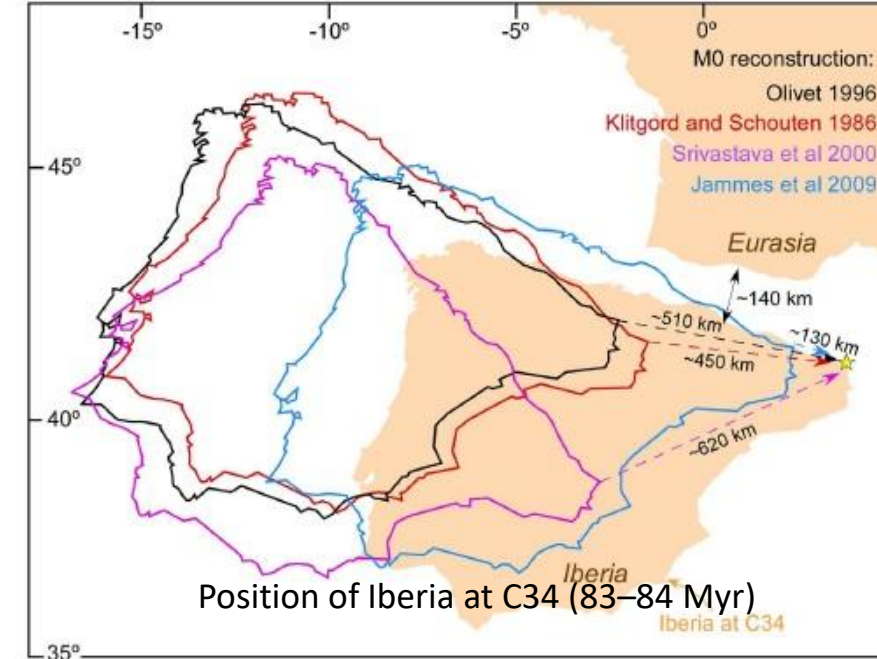 -15° -10° -5° 0°
M0 reconstruction:
Olivet 1996
Klitgord and Schouten 1986
45°
Srivastava et al 2000
Jammes et al 2009
Eurasia
~140 km
~510 km
~130 km
~450 km
40°
~620 km
Iberia
Position of Iberia at C34 (83–84 Myr)
Iberia at C34
35°